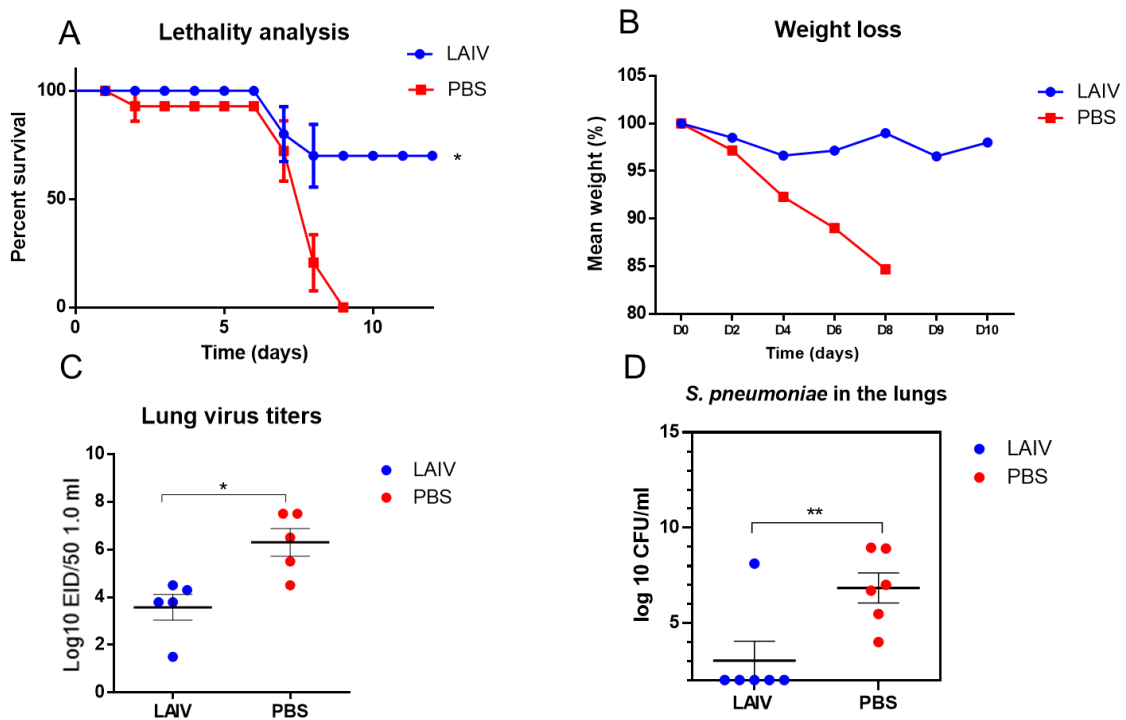 A
Lethality analysis
LAIV
PBS
Percent survival
100
50
0
0
5
10
*
Time (days)
B
Weight loss
LAIV
PBS
Mean weight (%)
105
100
95
90
85
80
D0
D2
D4
D6
D8
D9
D10
Time (days)
C
Lung virus titers
LAIV
PBS
Log10 EID/50 1.0 ml
10
8
6
4
2
0
*
LAIV
PBS
D
S. pneumoniae in the lungs
LAIV
PBS
log 10 CFU/ml
15
10
5
**
LAIV
PBS